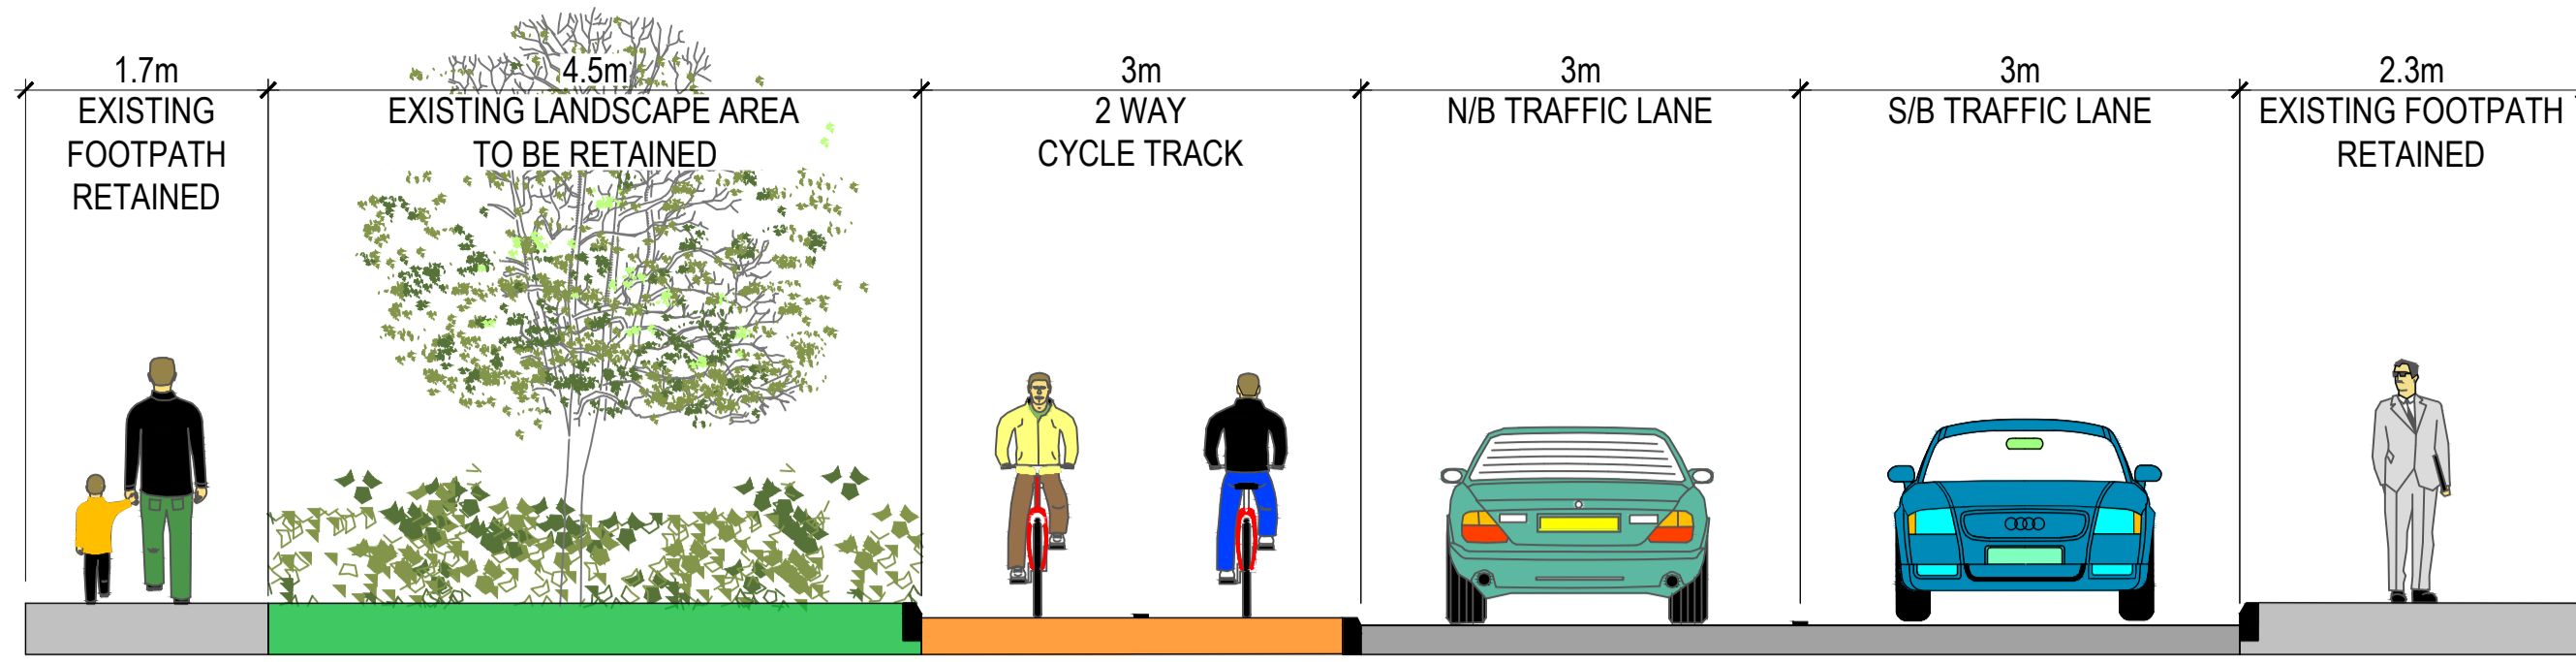 1.7m
EXISTING
FOOTPATH
RETAINED
4.5m
EXISTING LANDSCAPE AREA
TO BE RETAINED
3m
2 WAY
CYCLE TRACK
3m
N/B TRAFFIC LANE
3m
S/B TRAFFIC LANE
2.3m
EXISTING FOOTPATH
RETAINED